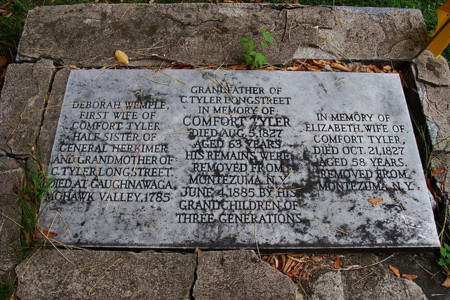 DEBORAH WEMPLE,
FIRST WIFE OF
COMFORT TYLER
HALF SISTER OF
GENERAL HERKIMER
AND GRANDMOTHER OF
C. TYLER LONGSTREET.
DIED AT CAUGHNAWAGA,
MOHAWK VALLEY, 1785
GRANDFATHER OF
C. TYLER LONGSTREET
IN MEMORY OF
COMFORT TYLER
DIED AUG. 5, 1827
AGED 63 YEARS
HIS REMAINS WERE
REMOVED FROM
MONTEZUMA, N.Y.
JUNE 4, 1885 BY HIS
GRANDCHILDREN OF
THREE GENERATIONS.
IN MEMORY OF
ELIZABETH, WIFE OF
COMFORT TYLER,
DIED OCT. 21, 1827
AGED 58 YEARS.
REMOVED FROM
MONTEZUMA, N.Y.